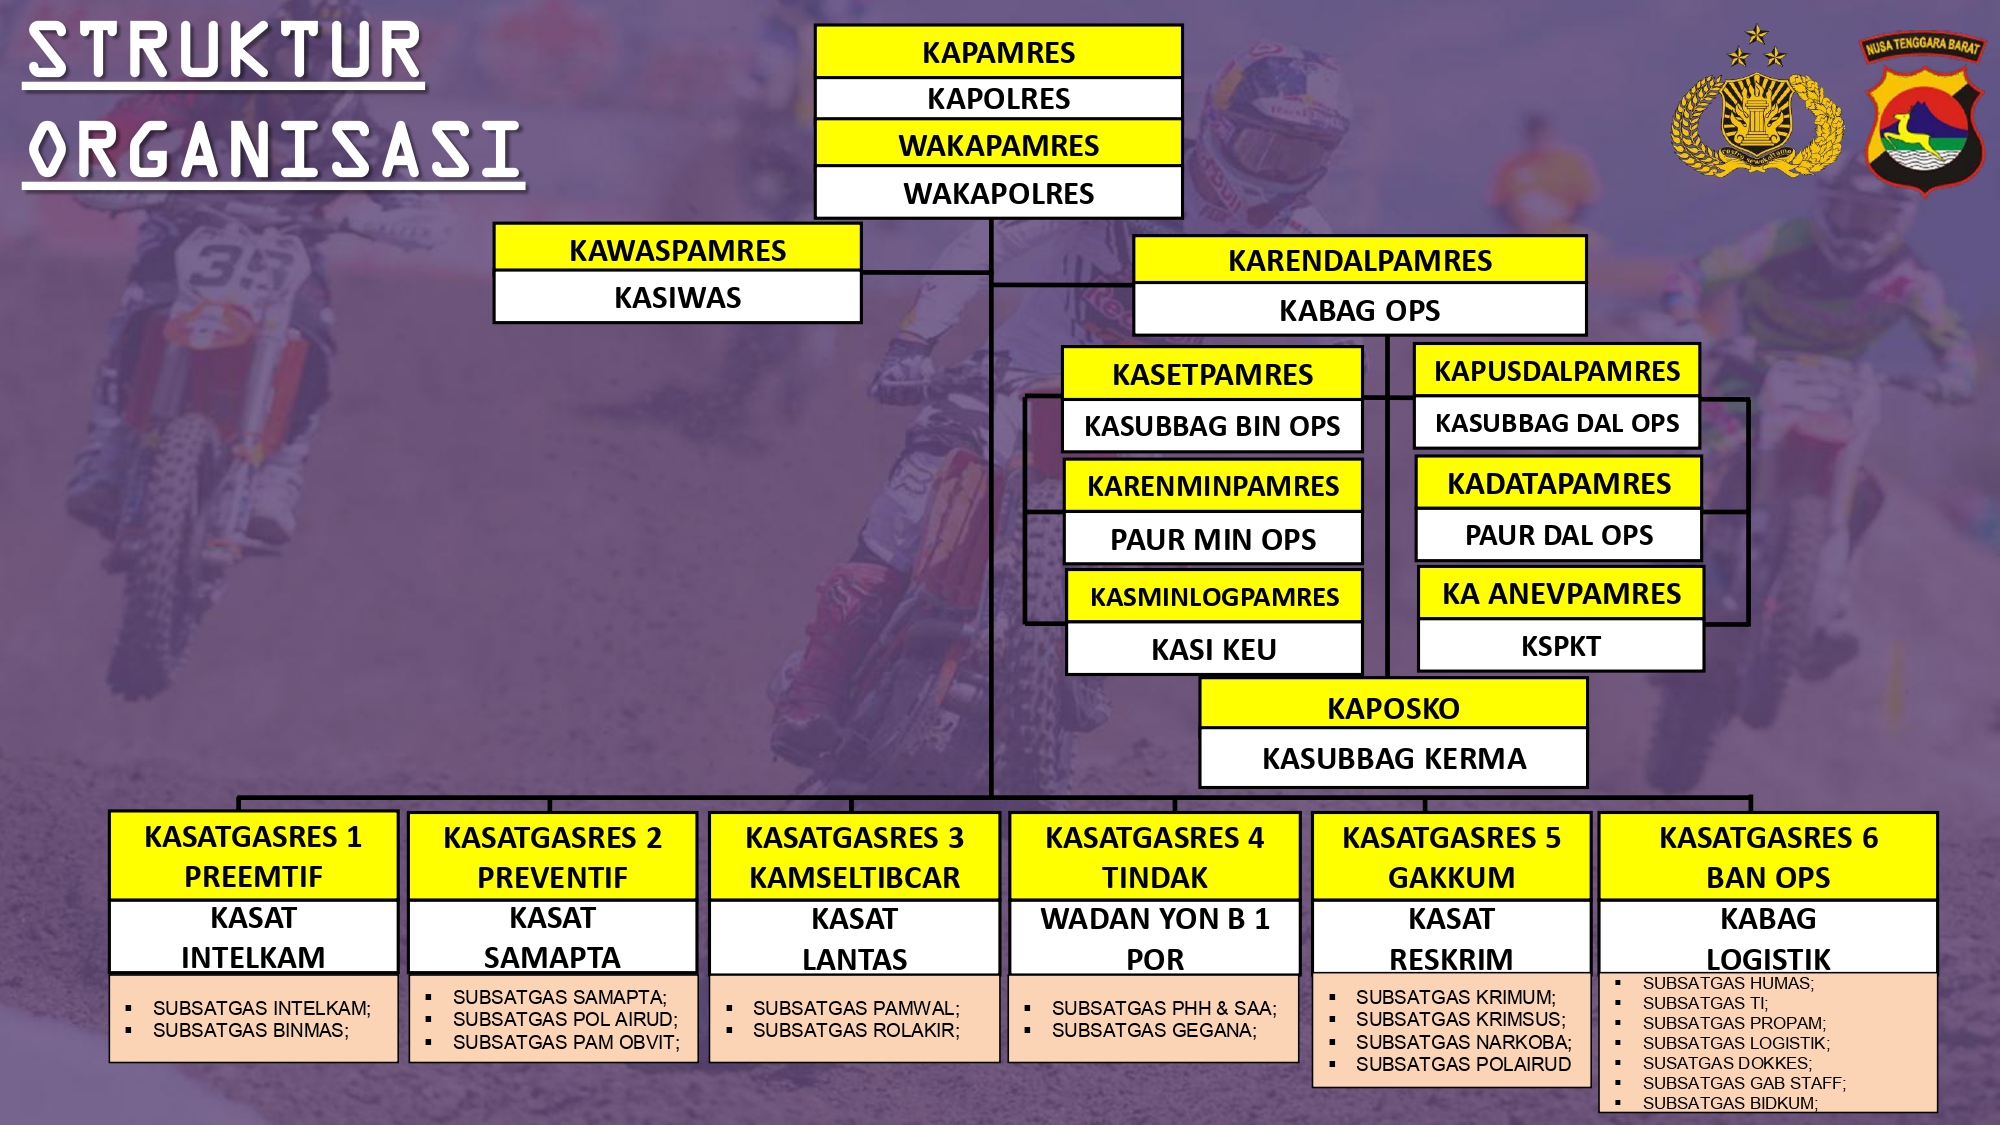 STRUKTUR
ORGANISASI
KAPAMRES
KAPOLRES
WAKAPAMRES
WAKAPOLRES
NUSA TENGGARA BARAT
KAWASPAMRES
KASIWAS
KARENDALPAMRES
KABAG OPS
KASETPAMRES
KASUBBAG BIN OPS
KARENMINPAMRES
PAUR MIN OPS
KASMINLOGPAMRES
KASI KEU
KAPUSDALPAMRES
KASUBBAG DAL OPS
KADATAPAMRES
PAUR DAL OPS
KA ANEVPAMRES
KSPKT
KAPOSKO
KASUBBAG KERMA
KASATGASRES 1
PREEMTIF
KASAT
INTELKAM
▪ SUBSATGAS INTELKAM;
▪ SUBSATGAS BINMAS;
KASATGASRES 2
PREVENTIF
KASAT
SAMAPTA
▪ SUBSATGAS SAMAPTA;
▪ SUBSATGAS POL AIRUD;
▪ SUBSATGAS PAM OBVIT;
KASATGASRES 3
KAMSELTIBCAR
KASAT
LANTAS
▪ SUBSATGAS PAMWAL;
▪ SUBSATGAS ROLAKIR;
KASATGASRES 4
TINDAK
WADAN YON B 1
POR
▪ SUBSATGAS PHH & SAA;
▪ SUBSATGAS GEGANA;
KASATGASRES 5
GAKKUM
KASAT
RESKRIM
▪ SUBSATGAS KRIMUM;
▪ SUBSATGAS KRIMSUS;
▪ SUBSATGAS NARKOBA;
▪ SUBSATGAS POLAIRUD
KASATGASRES 6
BAN OPS
KABAG
LOGISTIK
▪ SUBSATGAS HUMAS;
▪ SUBSATGAS TI;
▪ SUBSATGAS PROPAM;
▪ SUBSATGAS LOGISTIK;
▪ SUSATGAS DOKKES;
▪ SUBSATGAS GAB STAFF;
▪ SUBSATGAS BIDKUM;